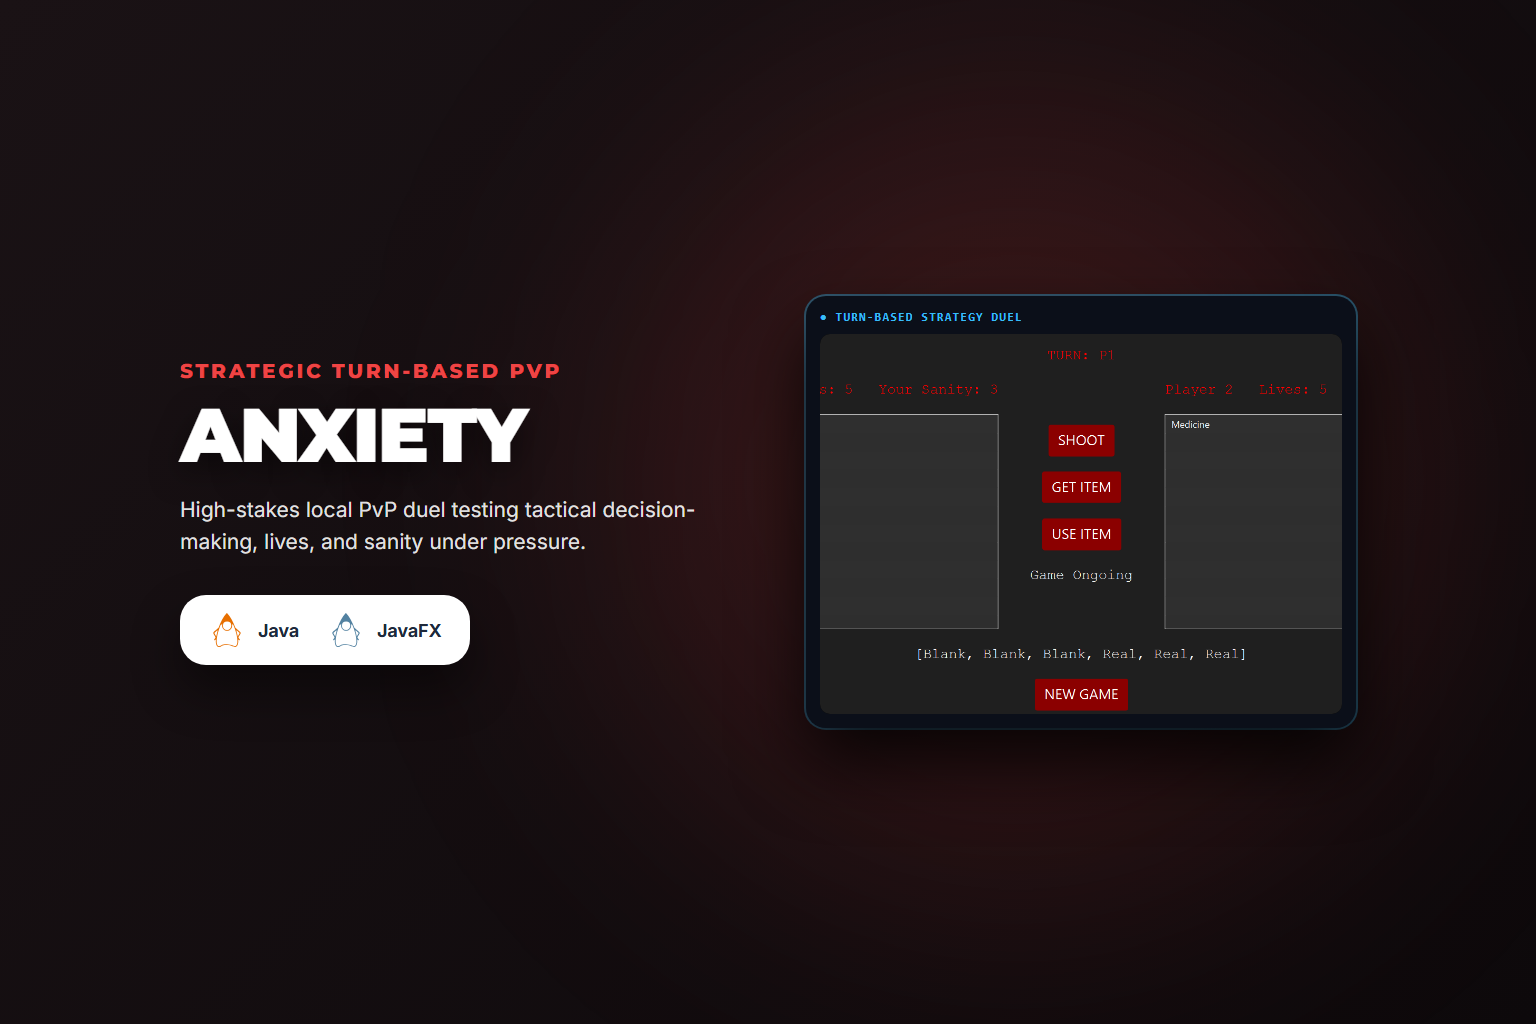 STRATEGIC TURN-BASED PVP
ANXIETY
High-stakes local PvP duel testing tactical decision-
making, lives, and sanity under pressure.
Java JavaFX
TURN-BASED STRATEGY DUEL
TURN: P1
s: 5 Your Sanity: 3 Player 2 Lives: 5
Medicine
SHOOT
GET ITEM
USE ITEM
Game Ongoing
[Blank, Blank, Blank, Real, Real, Real]
NEW GAME